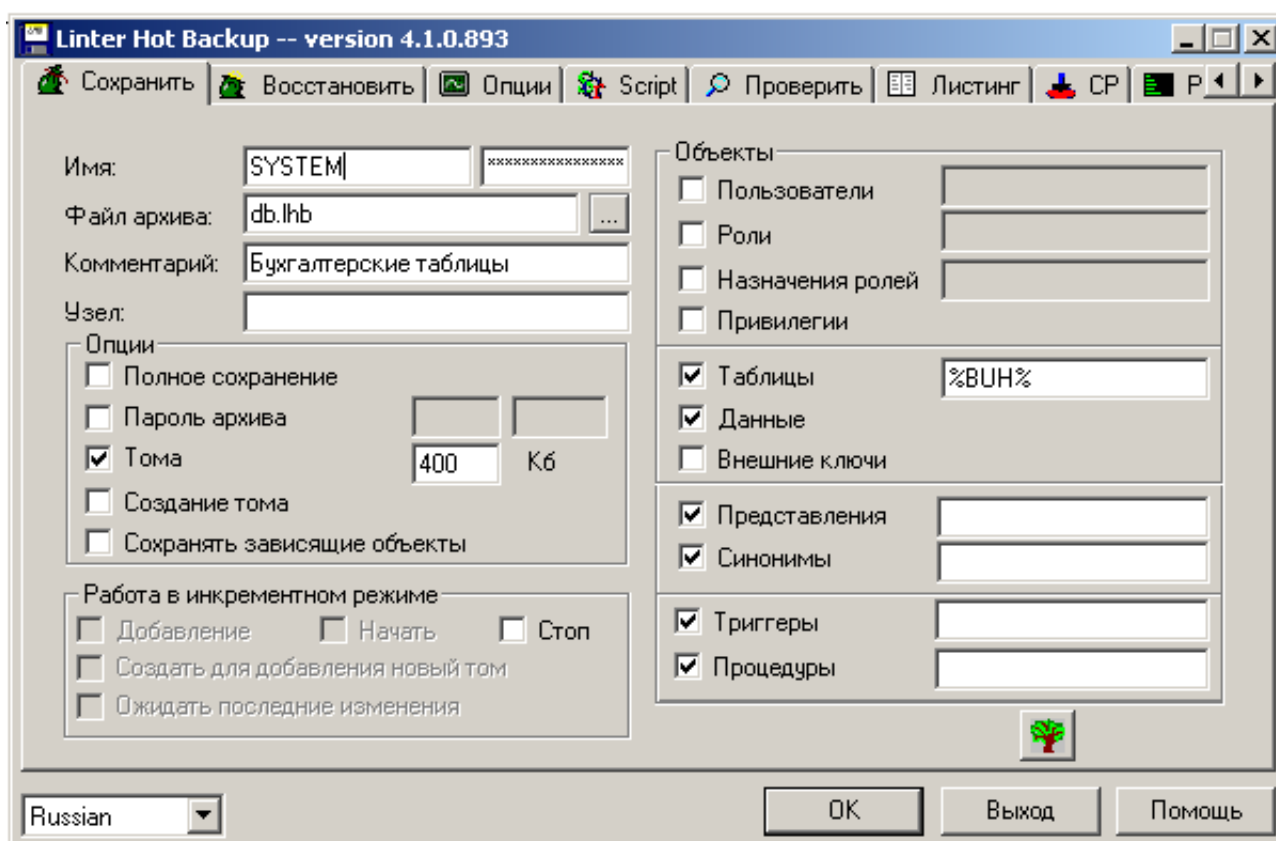 Linter Hot Backup -- version 4.1.0.893
Сохранить Восстановить Опции Script Проверить Листинг CP P
Имя: SYSTEM ****************
Файл архива: db.lhb ...
Комментарий: Бухгалтерские таблицы
Узел:
Опции
Полное сохранение
Пароль архива
Тома 400 Кб
Создание тома
Сохранять зависящие объекты
Работа в инкрементном режиме
Добавление Начать Стоп
Создать для добавления новый том
Ожидать последние изменения
Объекты
Пользователи
Роли
Назначения ролей
Привилегии
Таблицы %BUH%
Данные
Внешние ключи
Представления
Синонимы
Триггеры
Процедуры
Russian OK Выход Помощь